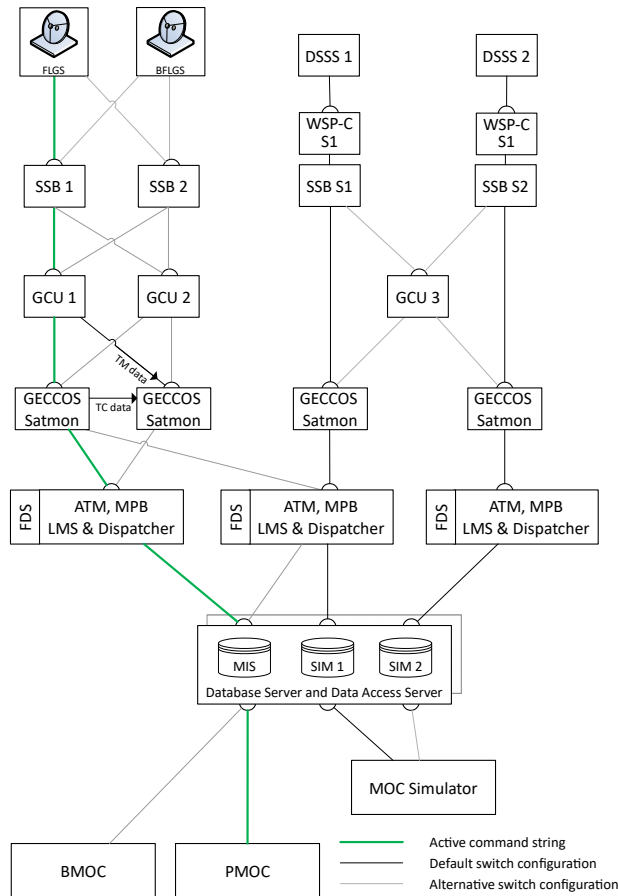 FLGS
BFLGS
DSSS 1
DSSS 2
WSP-C
S1
WSP-C
S1
SSB 1
SSB 2
SSB S1
SSB S2
GCU 1
GCU 2
GCU 3
TM data
TC data
GECCOS
Satmon
GECCOS
Satmon
GECCOS
Satmon
GECCOS
Satmon
FDS
ATM, MPB
LMS & Dispatcher
FDS
ATM, MPB
LMS & Dispatcher
FDS
ATM, MPB
LMS & Dispatcher
MIS
SIM 1
SIM 2
Database Server and Data Access Server
MOC Simulator
BMOC
PMOC
Active command string
Default switch configuration
Alternative switch configuration